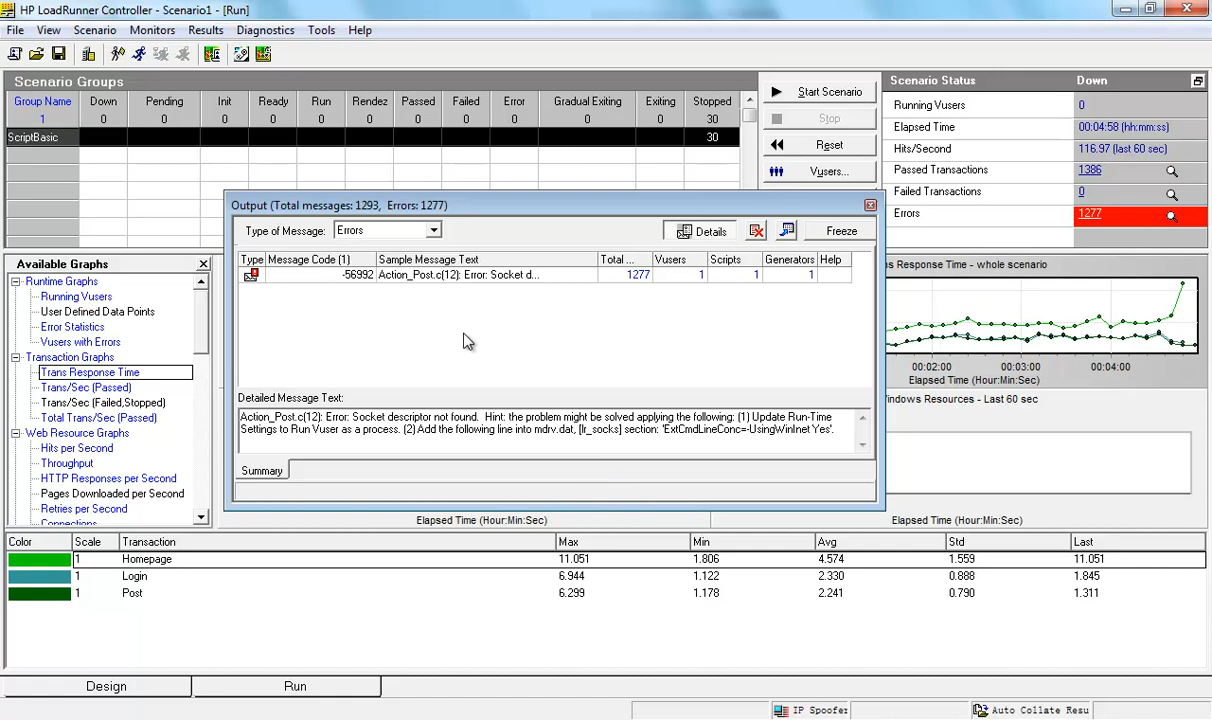 HP LoadRunner Controller - Scenario1 - [Run]
File View Scenario Monitors Results Diagnostics Tools Help
Scenario Groups
Group Name Down Pending Init Ready Run Rendez Passed Failed Error Gradual Exiting Exiting Stopped
1 0 0 0 0 0 0 0 0 0 0 0 30
ScriptBasic 30
Start Scenario
Stop
Reset
Vusers...
Scenario Status Down
Running Vusers 0
Elapsed Time 00:04:58 (hh:mm:ss)
Hits/Second 116.97 (last 60 sec)
Passed Transactions 1386
Failed Transactions 0
Errors 1277
Output (Total messages: 1293, Errors: 1277)
Type of Message: Errors Details Freeze
Type Message Code (1) Sample Message Text Total ... Vusers Scripts Generators Help
-56992 Action_Post.c(12): Error: Socket d... 1277 1 1 1
Detailed Message Text:
Action_Post.c(12): Error: Socket descriptor not found. Hint: the problem might be solved applying the following: (1) Update Run-Time
Settings to Run Vuser as a process. (2) Add the following line into mdrv.dat, [lr_socks] section: 'ExtCmdLineConc=-UsingWinInet Yes'.
Summary
Available Graphs
Runtime Graphs
Running Vusers
User Defined Data Points
Error Statistics
Vusers with Errors
Transaction Graphs
Trans Response Time
Trans/Sec (Passed)
Trans/Sec (Failed,Stopped)
Total Trans/Sec (Passed)
Web Resource Graphs
Hits per Second
Throughput
HTTP Responses per Second
Pages Downloaded per Second
Retries per Second
Connections
ns Response Time - whole scenario
00:02:00 00:03:00 00:04:00
Elapsed Time (Hour:Min:Sec)
indows Resources - Last 60 sec
Elapsed Time (Hour:Min:Sec) Elapsed Time (Hour:Min:Sec)
Color Scale Transaction Max Min Avg Std Last
1 Homepage 11.051 1.806 4.574 1.559 11.051
1 Login 6.944 1.122 2.330 0.888 1.845
1 Post 6.299 1.178 2.241 0.790 1.311
Design Run
IP Spoofer Auto Collate Resu